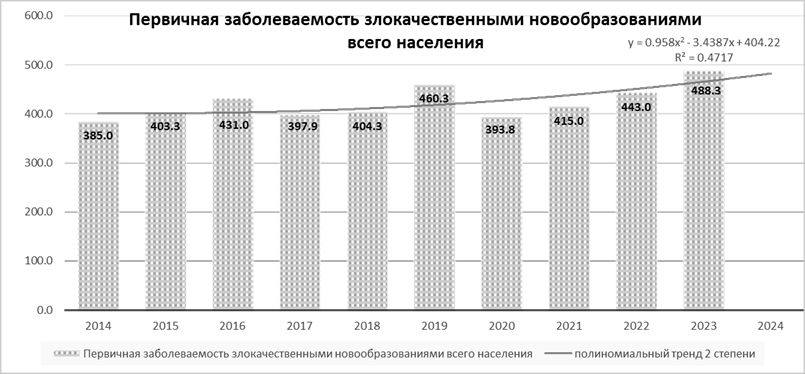 Первичная заболеваемость злокачественными новообразованиями
всего населения
y = 0.958x² - 3.4387x + 404.22
R² = 0.4717
600.0
500.0
400.0
300.0
200.0
100.0
0.0
385.0 403.3 431.0 397.9 404.3 460.3 393.8 415.0 443.0 488.3
2014 2015 2016 2017 2018 2019 2020 2021 2022 2023 2024
Первичная заболеваемость злокачественными новообразованиями всего населения полиномиальный тренд 2 степени